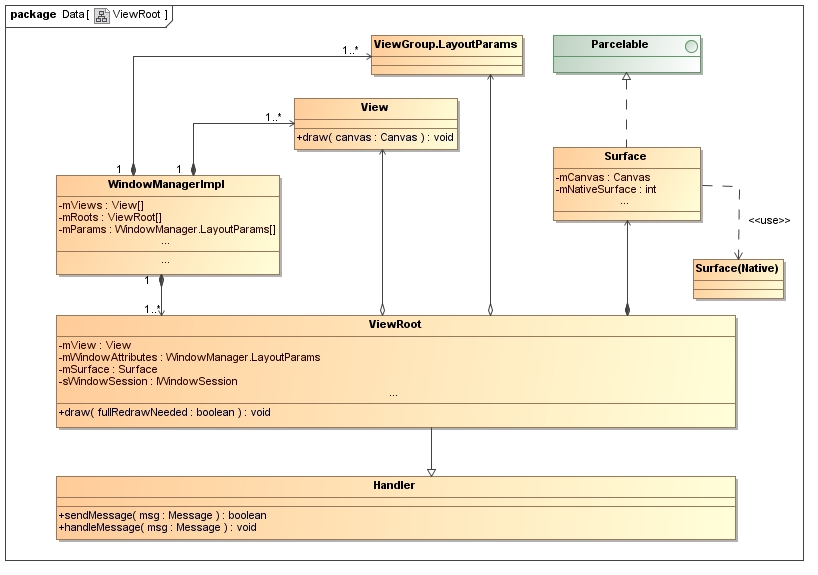 package Data [ ViewRoot ]
ViewGroup.LayoutParams
Parcelable
1..*
View
+draw( canvas : Canvas ) : void
1..*
1
1
WindowManagerImpl
-mViews : View[]
-mRoots : ViewRoot[]
-mParams : WindowManager.LayoutParams[]
...
...
Surface
-mCanvas : Canvas
-mNativeSurface : int
...
<<use>>
Surface(Native)
1
1..*
ViewRoot
-mView : View
-mWindowAttributes : WindowManager.LayoutParams
-mSurface : Surface
-sWindowSession : IWindowSession
...
+draw( fullRedrawNeeded : boolean ) : void
Handler
+sendMessage( msg : Message ) : boolean
+handleMessage( msg : Message ) : void